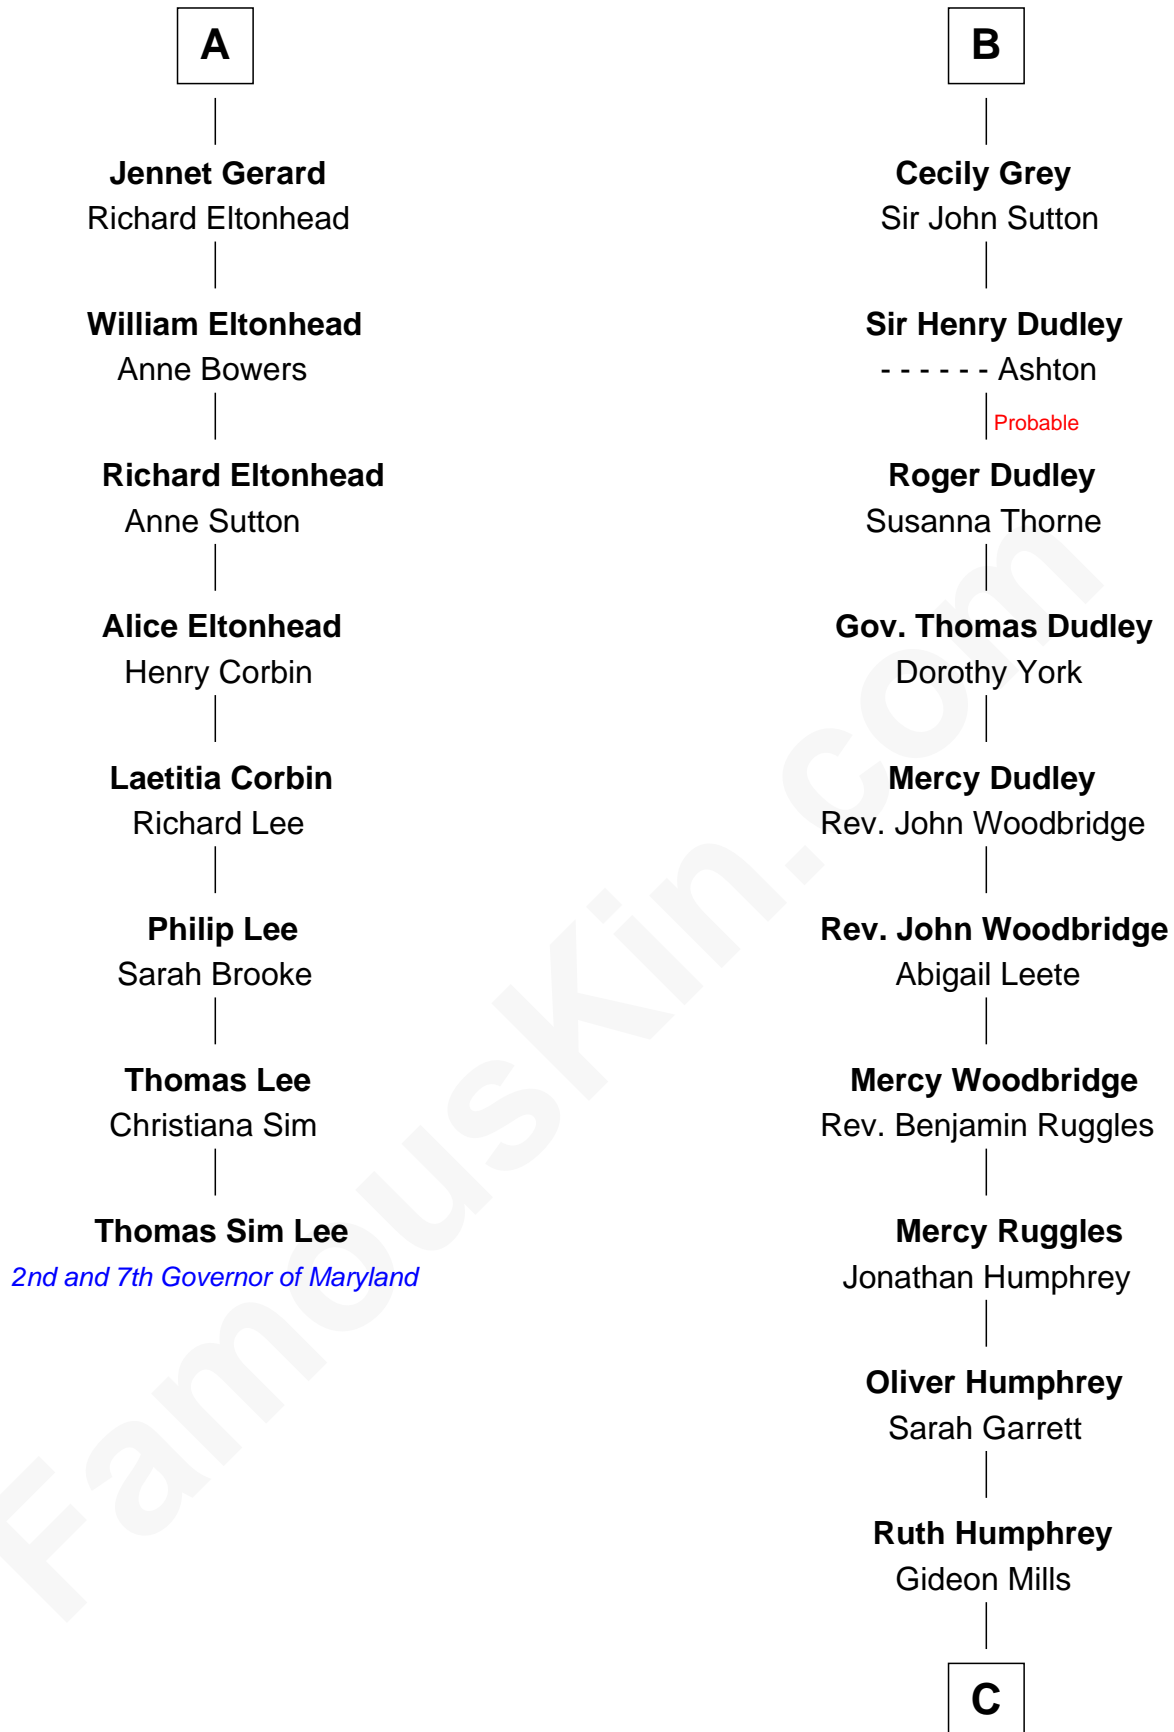 A
Jennet Gerard
Richard Eltonhead
William Eltonhead
Anne Bowers
Richard Eltonhead
Anne Sutton
Alice Eltonhead
Henry Corbin
Laetitia Corbin
Richard Lee
Philip Lee
Sarah Brooke
Thomas Lee
Christiana Sim
Thomas Sim Lee
2nd and 7th Governor of Maryland
B
Cecily Grey
Sir John Sutton
Sir Henry Dudley
- - - - - - Ashton
Probable
Roger Dudley
Susanna Thorne
Gov. Thomas Dudley
Dorothy York
Mercy Dudley
Rev. John Woodbridge
Rev. John Woodbridge
Abigail Leete
Mercy Woodbridge
Rev. Benjamin Ruggles
Mercy Ruggles
Jonathan Humphrey
Oliver Humphrey
Sarah Garrett
Ruth Humphrey
Gideon Mills
C
FamousKin.com